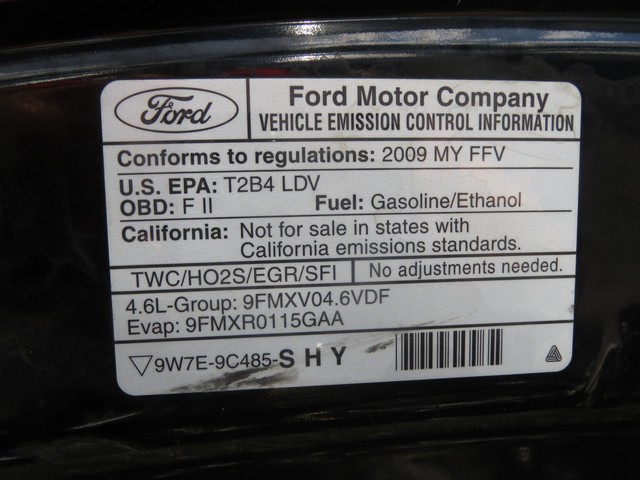 Ford
Ford Motor Company
VEHICLE EMISSION CONTROL INFORMATION
Conforms to regulations: 2009 MY FFV
U.S. EPA: T2B4 LDV
OBD: F II Fuel: Gasoline/Ethanol
California: Not for sale in states with
California emissions standards.
TWC/HO2S/EGR/SFI No adjustments needed.
4.6L-Group: 9FMXV04.6VDF
Evap: 9FMXR0115GAA
▽9W7E-9C485-SHY